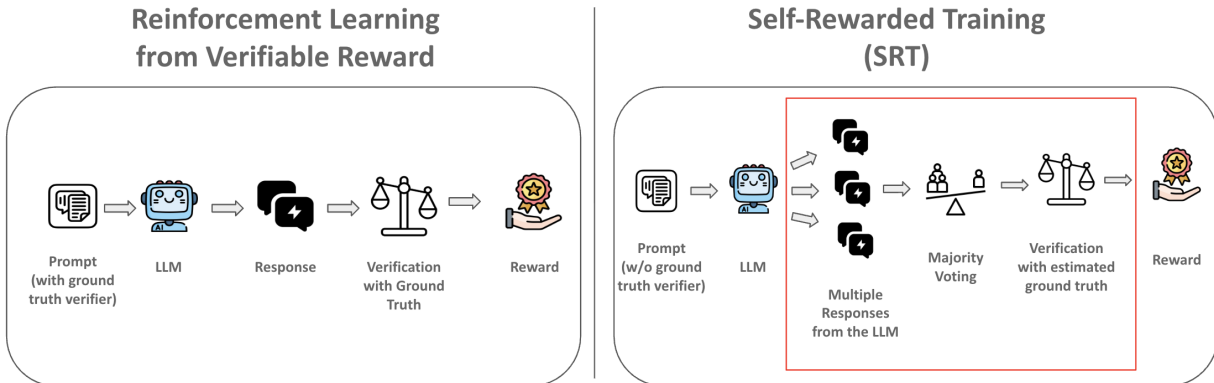 Reinforcement Learning
from Verifiable Reward
AI
Prompt
(with ground
truth verifier)
LLM
Response
Verification
with Ground
Truth
Reward
Self-Rewarded Training
(SRT)
AI
Prompt
(w/o ground
truth verifier)
LLM
Multiple
Responses
from the LLM
Majority
Voting
Verification
with estimated
ground truth
Reward